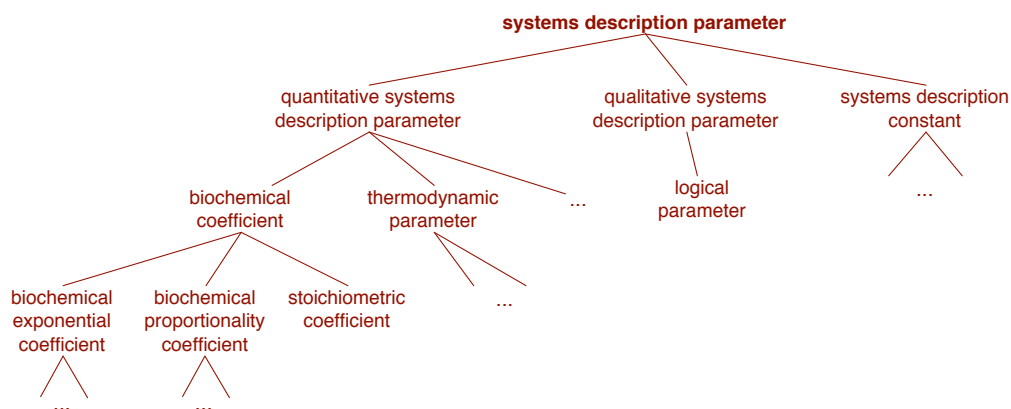 systems description parameter
quantitative systems
description parameter
qualitative systems
description parameter
systems description
constant
biochemical
coefficient
thermodynamic
parameter
...
logical
parameter
...
biochemical
exponential
coefficient
biochemical
proportionality
coefficient
stoichiometric
coefficient
...
...
...